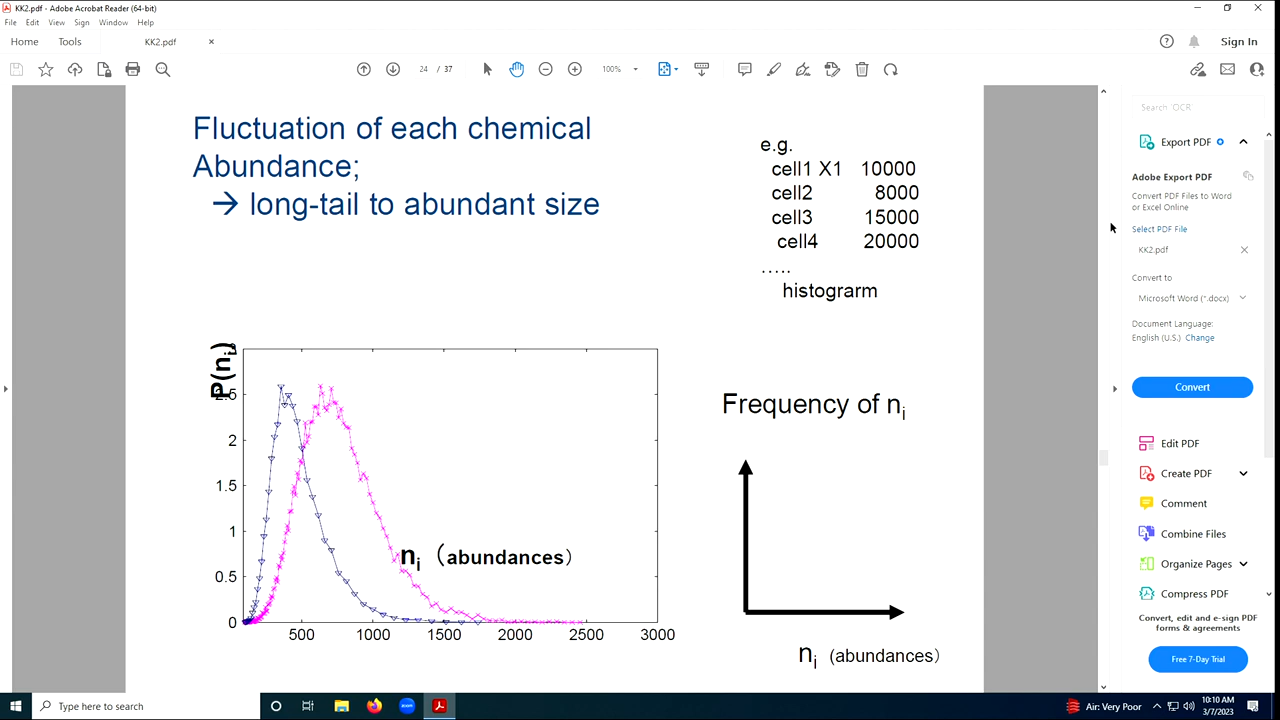 KK2.pdf - Adobe Acrobat Reader (64-bit)
File Edit View Sign Window Help
Home Tools KK2.pdf × Sign In
24 / 37 100%
Fluctuation of each chemical
Abundance;
→ long-tail to abundant size
e.g.
cell1 X1 10000
cell2 8000
cell3 15000
cell4 20000
…..
histograrm
P(ni)
2.5
2
1.5
1
0.5
0
500 1000 1500 2000 2500 3000
ni (abundances)
Frequency of ni
ni (abundances)
Search 'OCR'
Export PDF
Adobe Export PDF
Convert PDF Files to Word
or Excel Online
Select PDF File
KK2.pdf
Convert to
Microsoft Word (*.docx)
Document Language:
English (U.S.) Change
Convert
Edit PDF
Create PDF
Comment
Combine Files
Organize Pages
Compress PDF
Convert, edit and e-sign PDF
forms & agreements
Free 7-Day Trial
Type here to search
Air: Very Poor
10:10 AM
3/7/2023